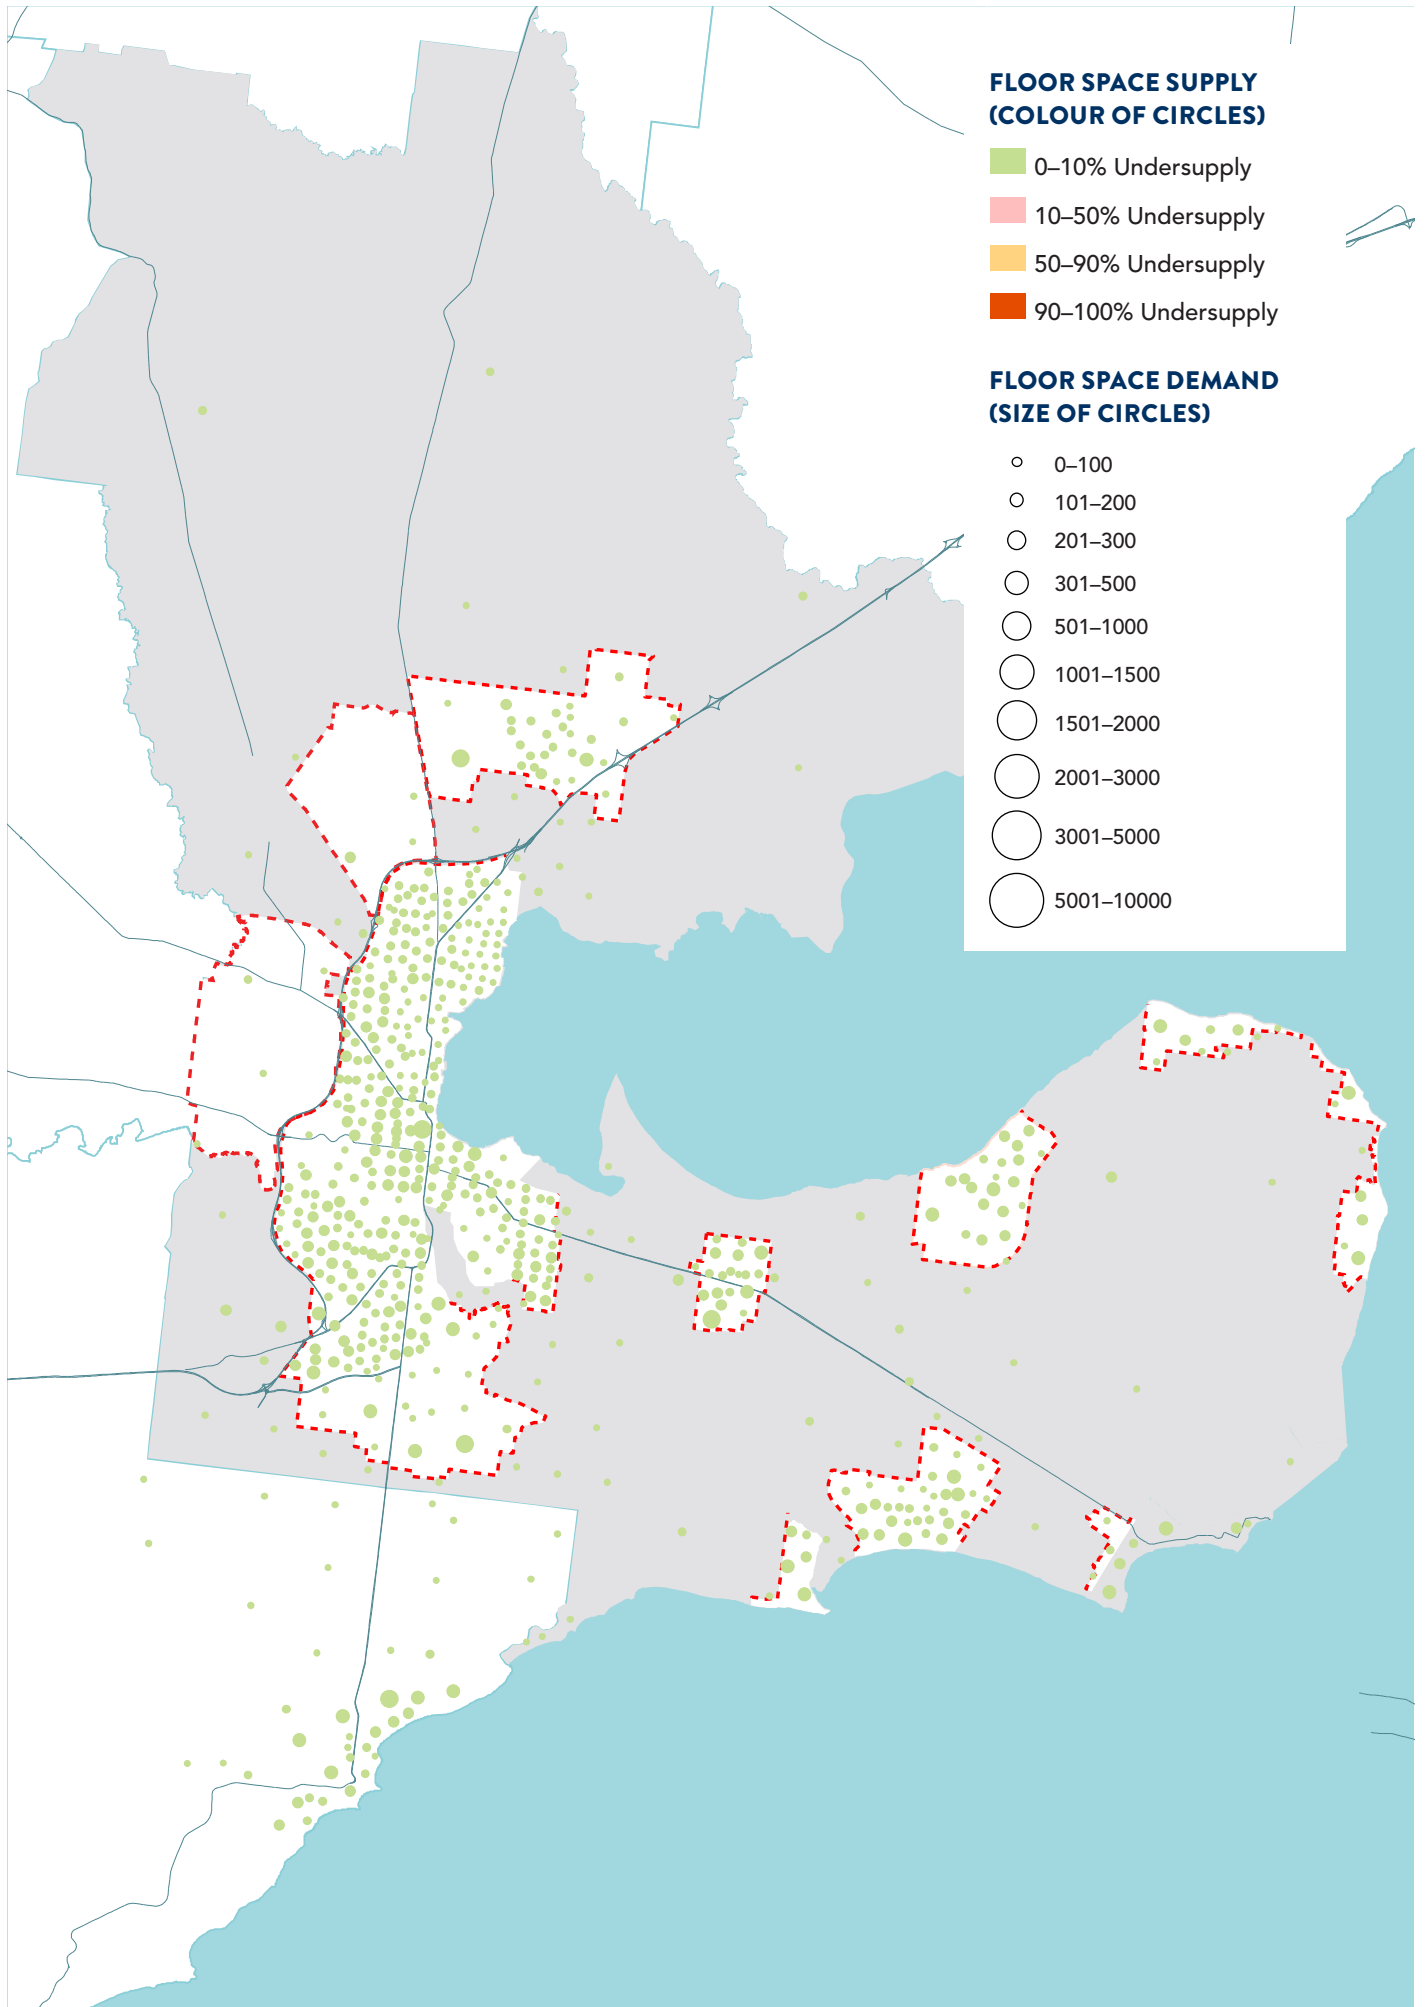 FLOOR SPACE SUPPLY
(COLOUR OF CIRCLES)
0–10% Undersupply
10–50% Undersupply
50–90% Undersupply
90–100% Undersupply
FLOOR SPACE DEMAND
(SIZE OF CIRCLES)
0–100
101–200
201–300
301–500
501–1000
1001–1500
1501–2000
2001–3000
3001–5000
5001–10000